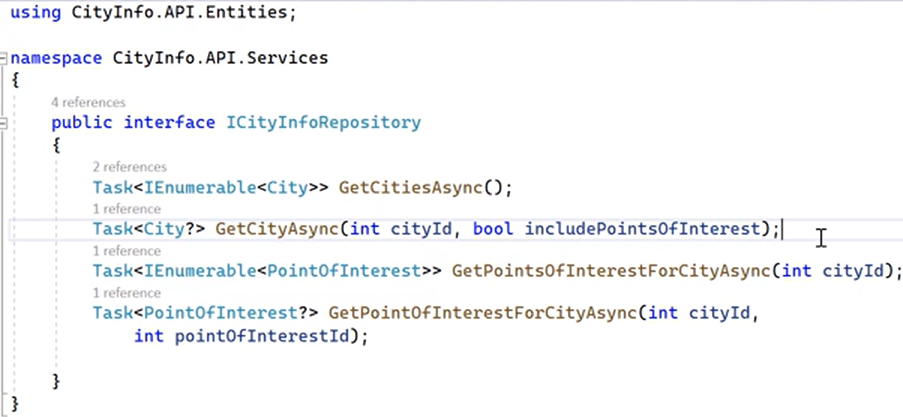 using CityInfo.API.Entities;
namespace CityInfo.API.Services
{
4 references
public interface ICityInfoRepository
{
2 references
Task<IEnumerable<City>> GetCitiesAsync();
1 reference
Task<City?> GetCityAsync(int cityId, bool includePointsOfInterest);
1 reference
Task<IEnumerable<PointOfInterest>> GetPointsOfInterestForCityAsync(int cityId);
1 reference
Task<PointOfInterest?> GetPointOfInterestForCityAsync(int cityId,
int pointOfInterestId);
}
}